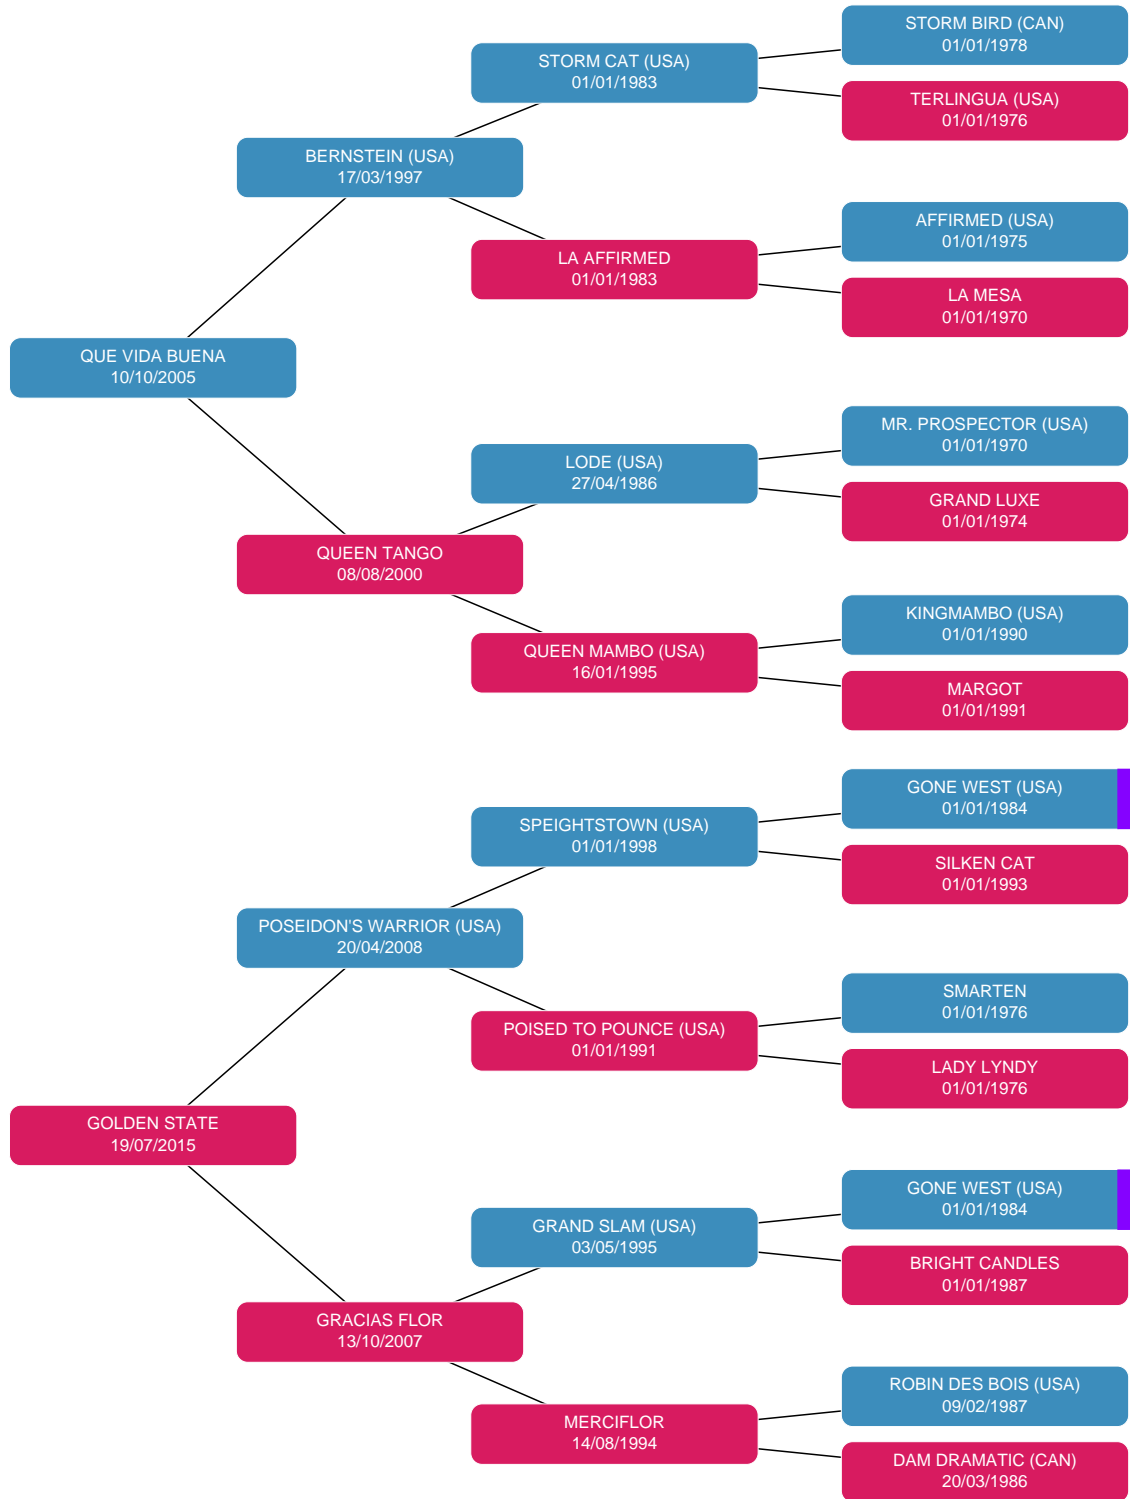 STORM BIRD (CAN)
01/01/1978
STORM CAT (USA)
01/01/1983
TERLINGUA (USA)
01/01/1976
BERNSTEIN (USA)
17/03/1997
AFFIRMED (USA)
01/01/1975
LA AFFIRMED
01/01/1983
LA MESA
01/01/1970
QUE VIDA BUENA
10/10/2005
MR. PROSPECTOR (USA)
01/01/1970
LODE (USA)
27/04/1986
GRAND LUXE
01/01/1974
QUEEN TANGO
08/08/2000
KINGMAMBO (USA)
01/01/1990
QUEEN MAMBO (USA)
16/01/1995
MARGOT
01/01/1991
GONE WEST (USA)
01/01/1984
SPEIGHTSTOWN (USA)
01/01/1998
SILKEN CAT
01/01/1993
POSEIDON'S WARRIOR (USA)
20/04/2008
SMARTEN
01/01/1976
POISED TO POUNCE (USA)
01/01/1991
LADY LYNDY
01/01/1976
GOLDEN STATE
19/07/2015
GONE WEST (USA)
01/01/1984
GRAND SLAM (USA)
03/05/1995
BRIGHT CANDLES
01/01/1987
GRACIAS FLOR
13/10/2007
ROBIN DES BOIS (USA)
09/02/1987
MERCIFLOR
14/08/1994
DAM DRAMATIC (CAN)
20/03/1986